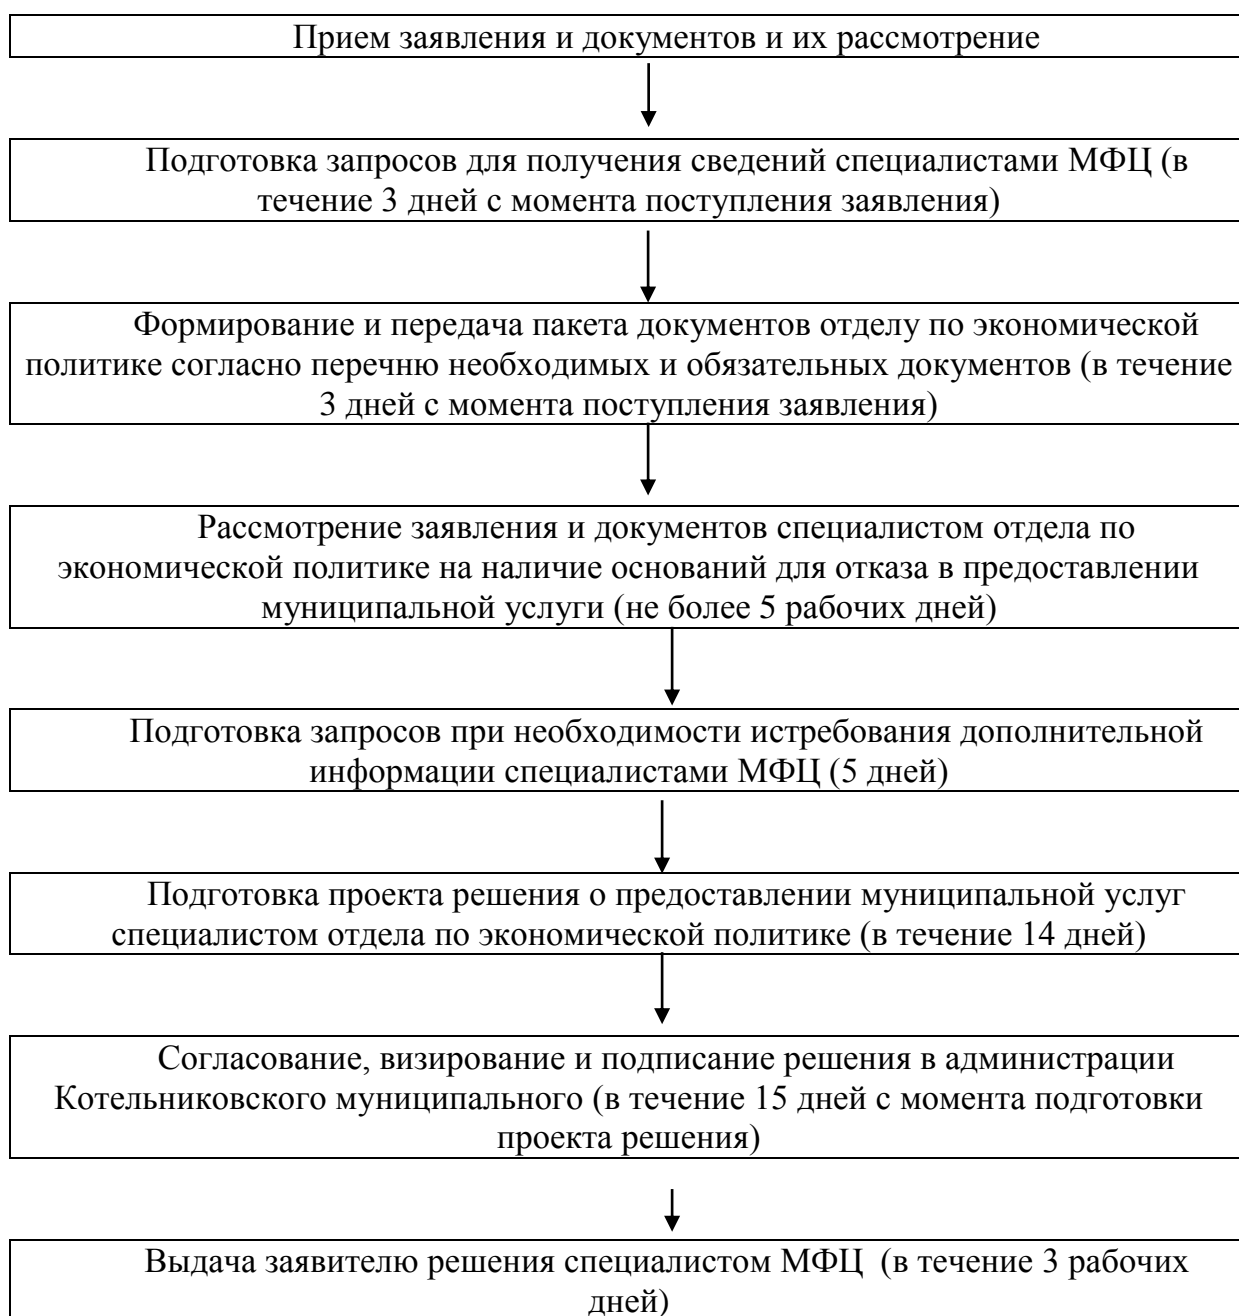 Прием заявления и документов и их рассмотрение
Подготовка запросов для получения сведений специалистами МФЦ (в
течение 3 дней с момента поступления заявления)
Формирование и передача пакета документов отделу по экономической
политике согласно перечню необходимых и обязательных документов (в течение
3 дней с момента поступления заявления)
Рассмотрение заявления и документов специалистом отдела по
экономической политике на наличие оснований для отказа в предоставлении
муниципальной услуги (не более 5 рабочих дней)
Подготовка запросов при необходимости истребования дополнительной
информации специалистами МФЦ (5 дней)
Подготовка проекта решения о предоставлении муниципальной услуг
специалистом отдела по экономической политике (в течение 14 дней)
Согласование, визирование и подписание решения в администрации
Котельниковского муниципального (в течение 15 дней с момента подготовки
проекта решения)
Выдача заявителю решения специалистом МФЦ (в течение 3 рабочих
дней)